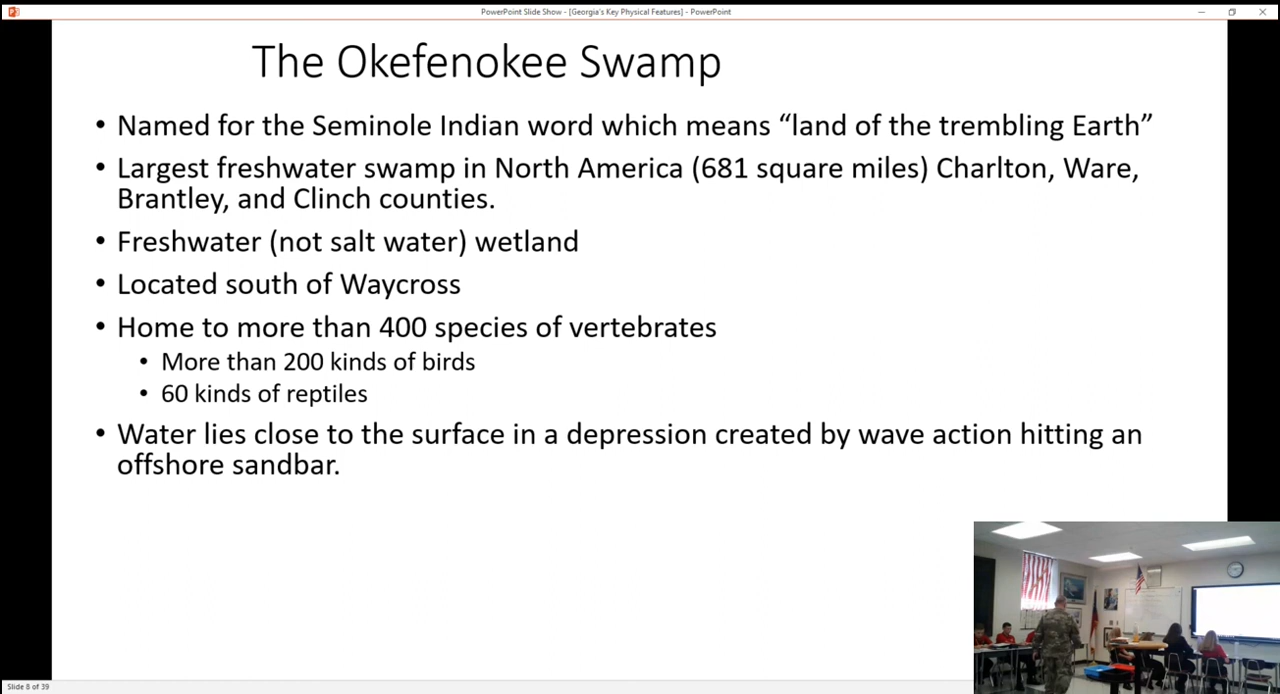 PowerPoint Slide Show - [Georgia's Key Physical Features] - PowerPoint
The Okefenokee Swamp
• Named for the Seminole Indian word which means “land of the trembling Earth”
• Largest freshwater swamp in North America (681 square miles) Charlton, Ware,
Brantley, and Clinch counties.
• Freshwater (not salt water) wetland
• Located south of Waycross
• Home to more than 400 species of vertebrates
• More than 200 kinds of birds
• 60 kinds of reptiles
• Water lies close to the surface in a depression created by wave action hitting an
offshore sandbar.
Slide 8 of 39